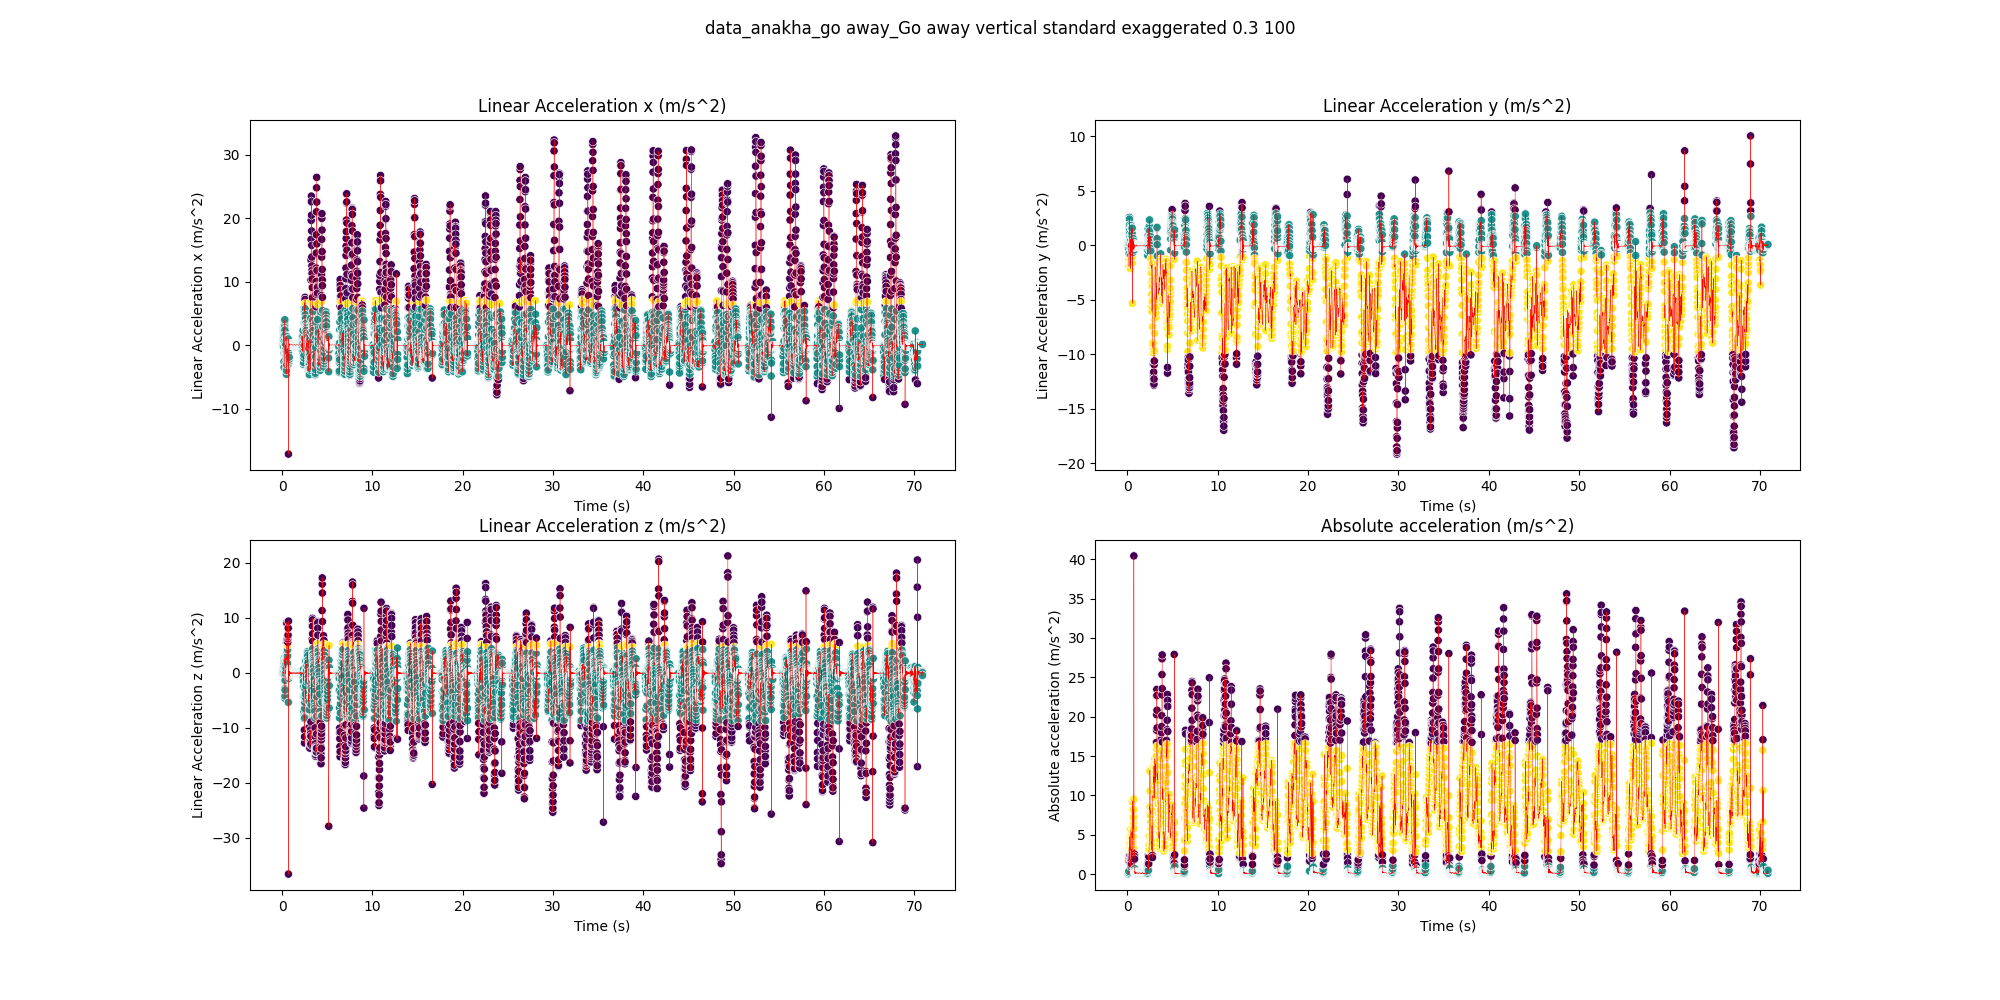 data_anakha_go away_Go away vertical standard exaggerated 0.3 100
Linear Acceleration x (m/s^2)
Linear Acceleration x (m/s^2)
30
20
10
0
−10
0 10 20 30 40 50 60 70
Time (s)
Linear Acceleration y (m/s^2)
Linear Acceleration y (m/s^2)
10
5
0
−5
−10
−15
−20
0 10 20 30 40 50 60 70
Time (s)
Linear Acceleration z (m/s^2)
Linear Acceleration z (m/s^2)
20
10
0
−10
−20
−30
0 10 20 30 40 50 60 70
Time (s)
Absolute acceleration (m/s^2)
Absolute acceleration (m/s^2)
40
35
30
25
20
15
10
5
0
0 10 20 30 40 50 60 70
Time (s)